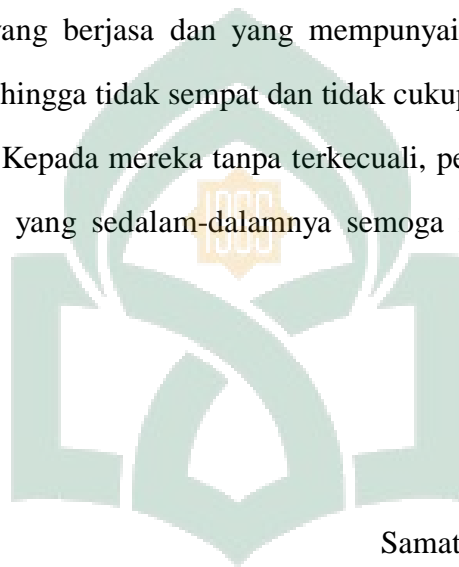 yang berjasa dan yang mempunyai
hingga tidak sempat dan tidak cukup
Kepada mereka tanpa terkecuali, pe
yang sedalam-dalamnya semoga
Samat